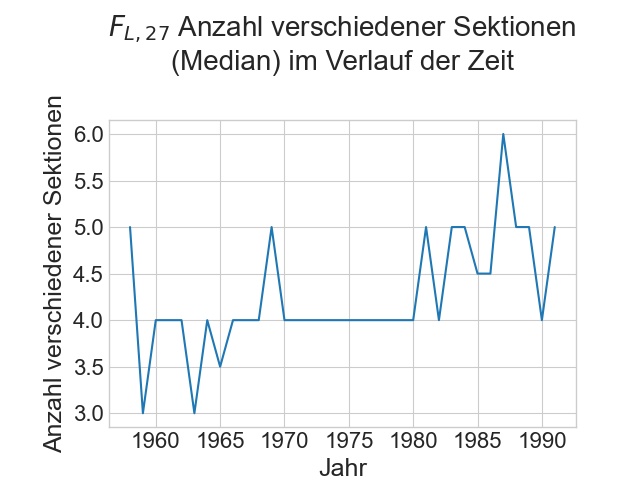 F_L,27 Anzahl verschiedener Sektionen
(Median) im Verlauf der Zeit
Anzahl verschiedener Sektionen
6.0
5.5
5.0
4.5
4.0
3.5
3.0
1960 1965 1970 1975 1980 1985 1990
Jahr